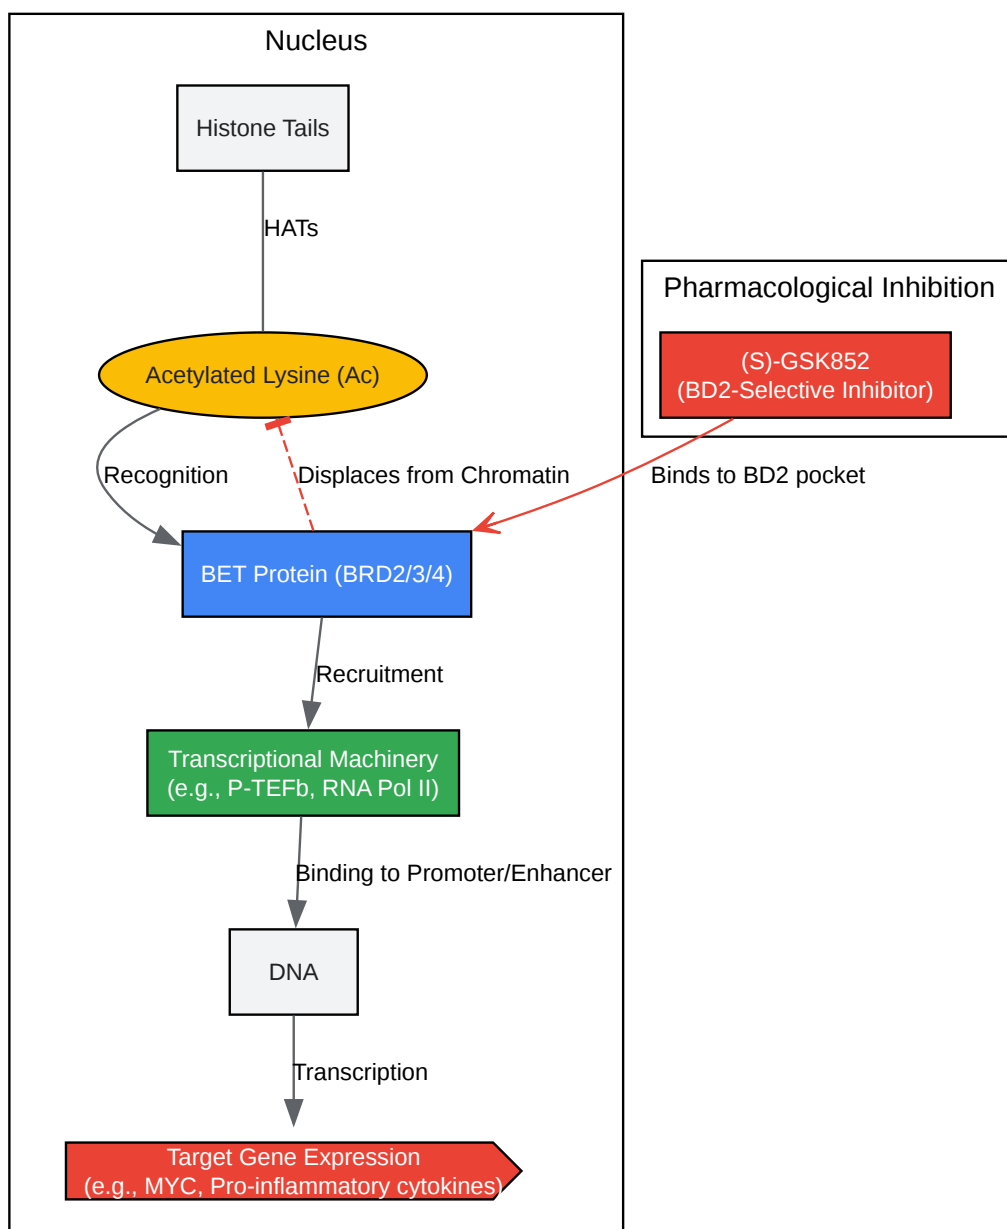 Nucleus
Histone Tails
HATs
Pharmacological Inhibition
(S)-GSK852
(BD2-Selective Inhibitor)
Acetylated Lysine (Ac)
Recognition
Displaces from Chromatin
Binds to BD2 pocket
BET Protein (BRD2/3/4)
Recruitment
Transcriptional Machinery
(e.g., P-TEFb, RNA Pol II)
Binding to Promoter/Enhancer
DNA
Transcription
Target Gene Expression
(e.g., MYC, Pro-inflammatory cytokines)